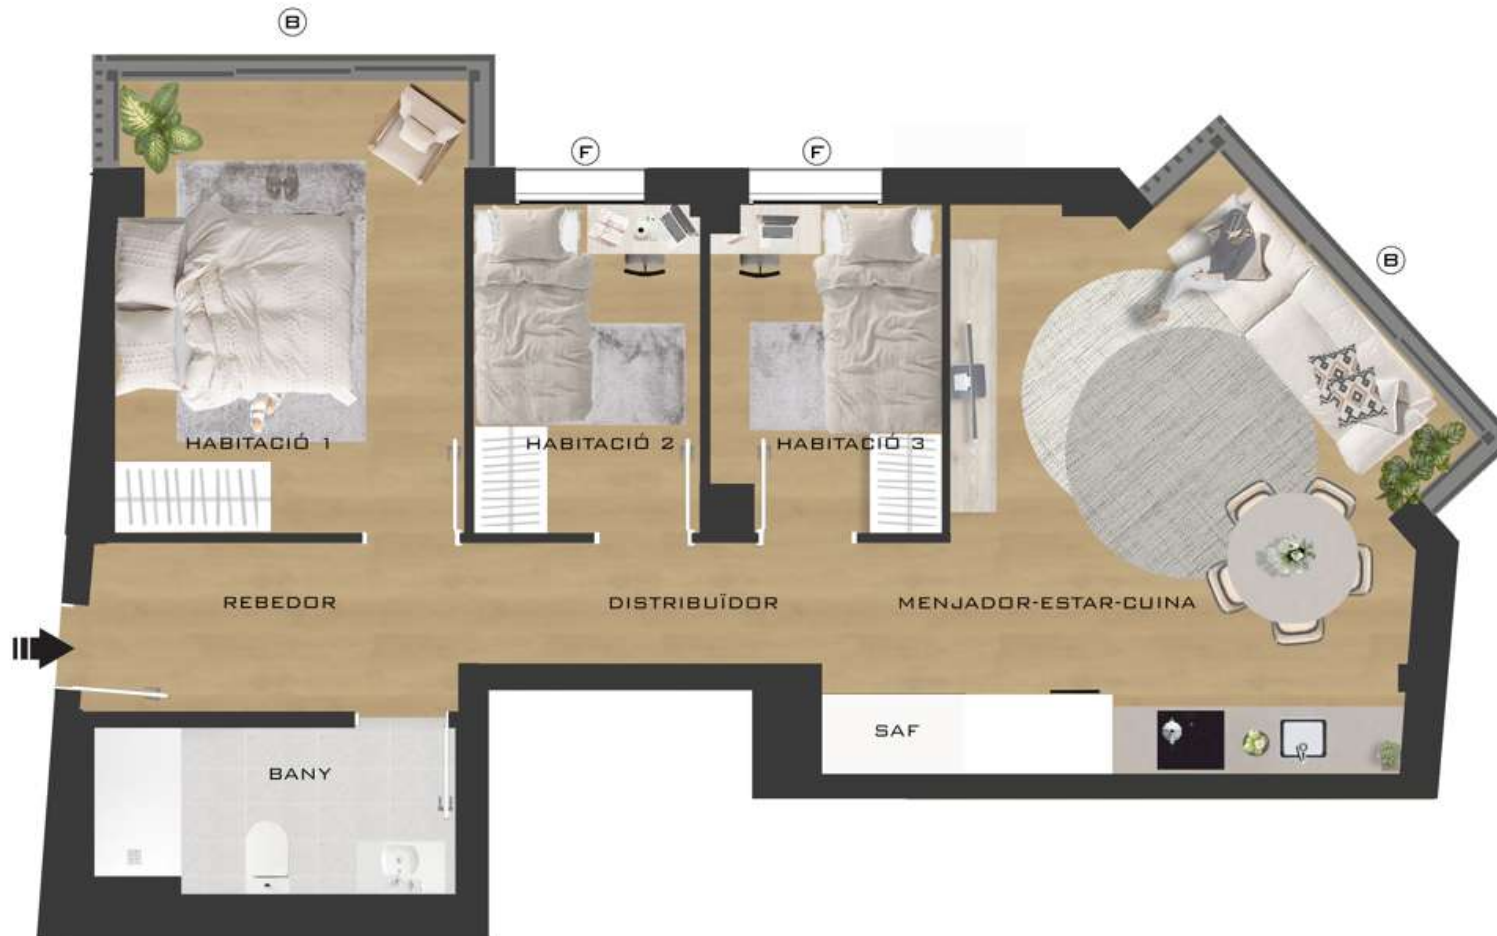 B
F
F
B
HABITACIÓ 1
HABITACIÓ 2
HABITACIÓ 3
REBEDOR
DISTRIBUÏDOR
MENJADOR-ESTAR-CUINA
SAF
BANY